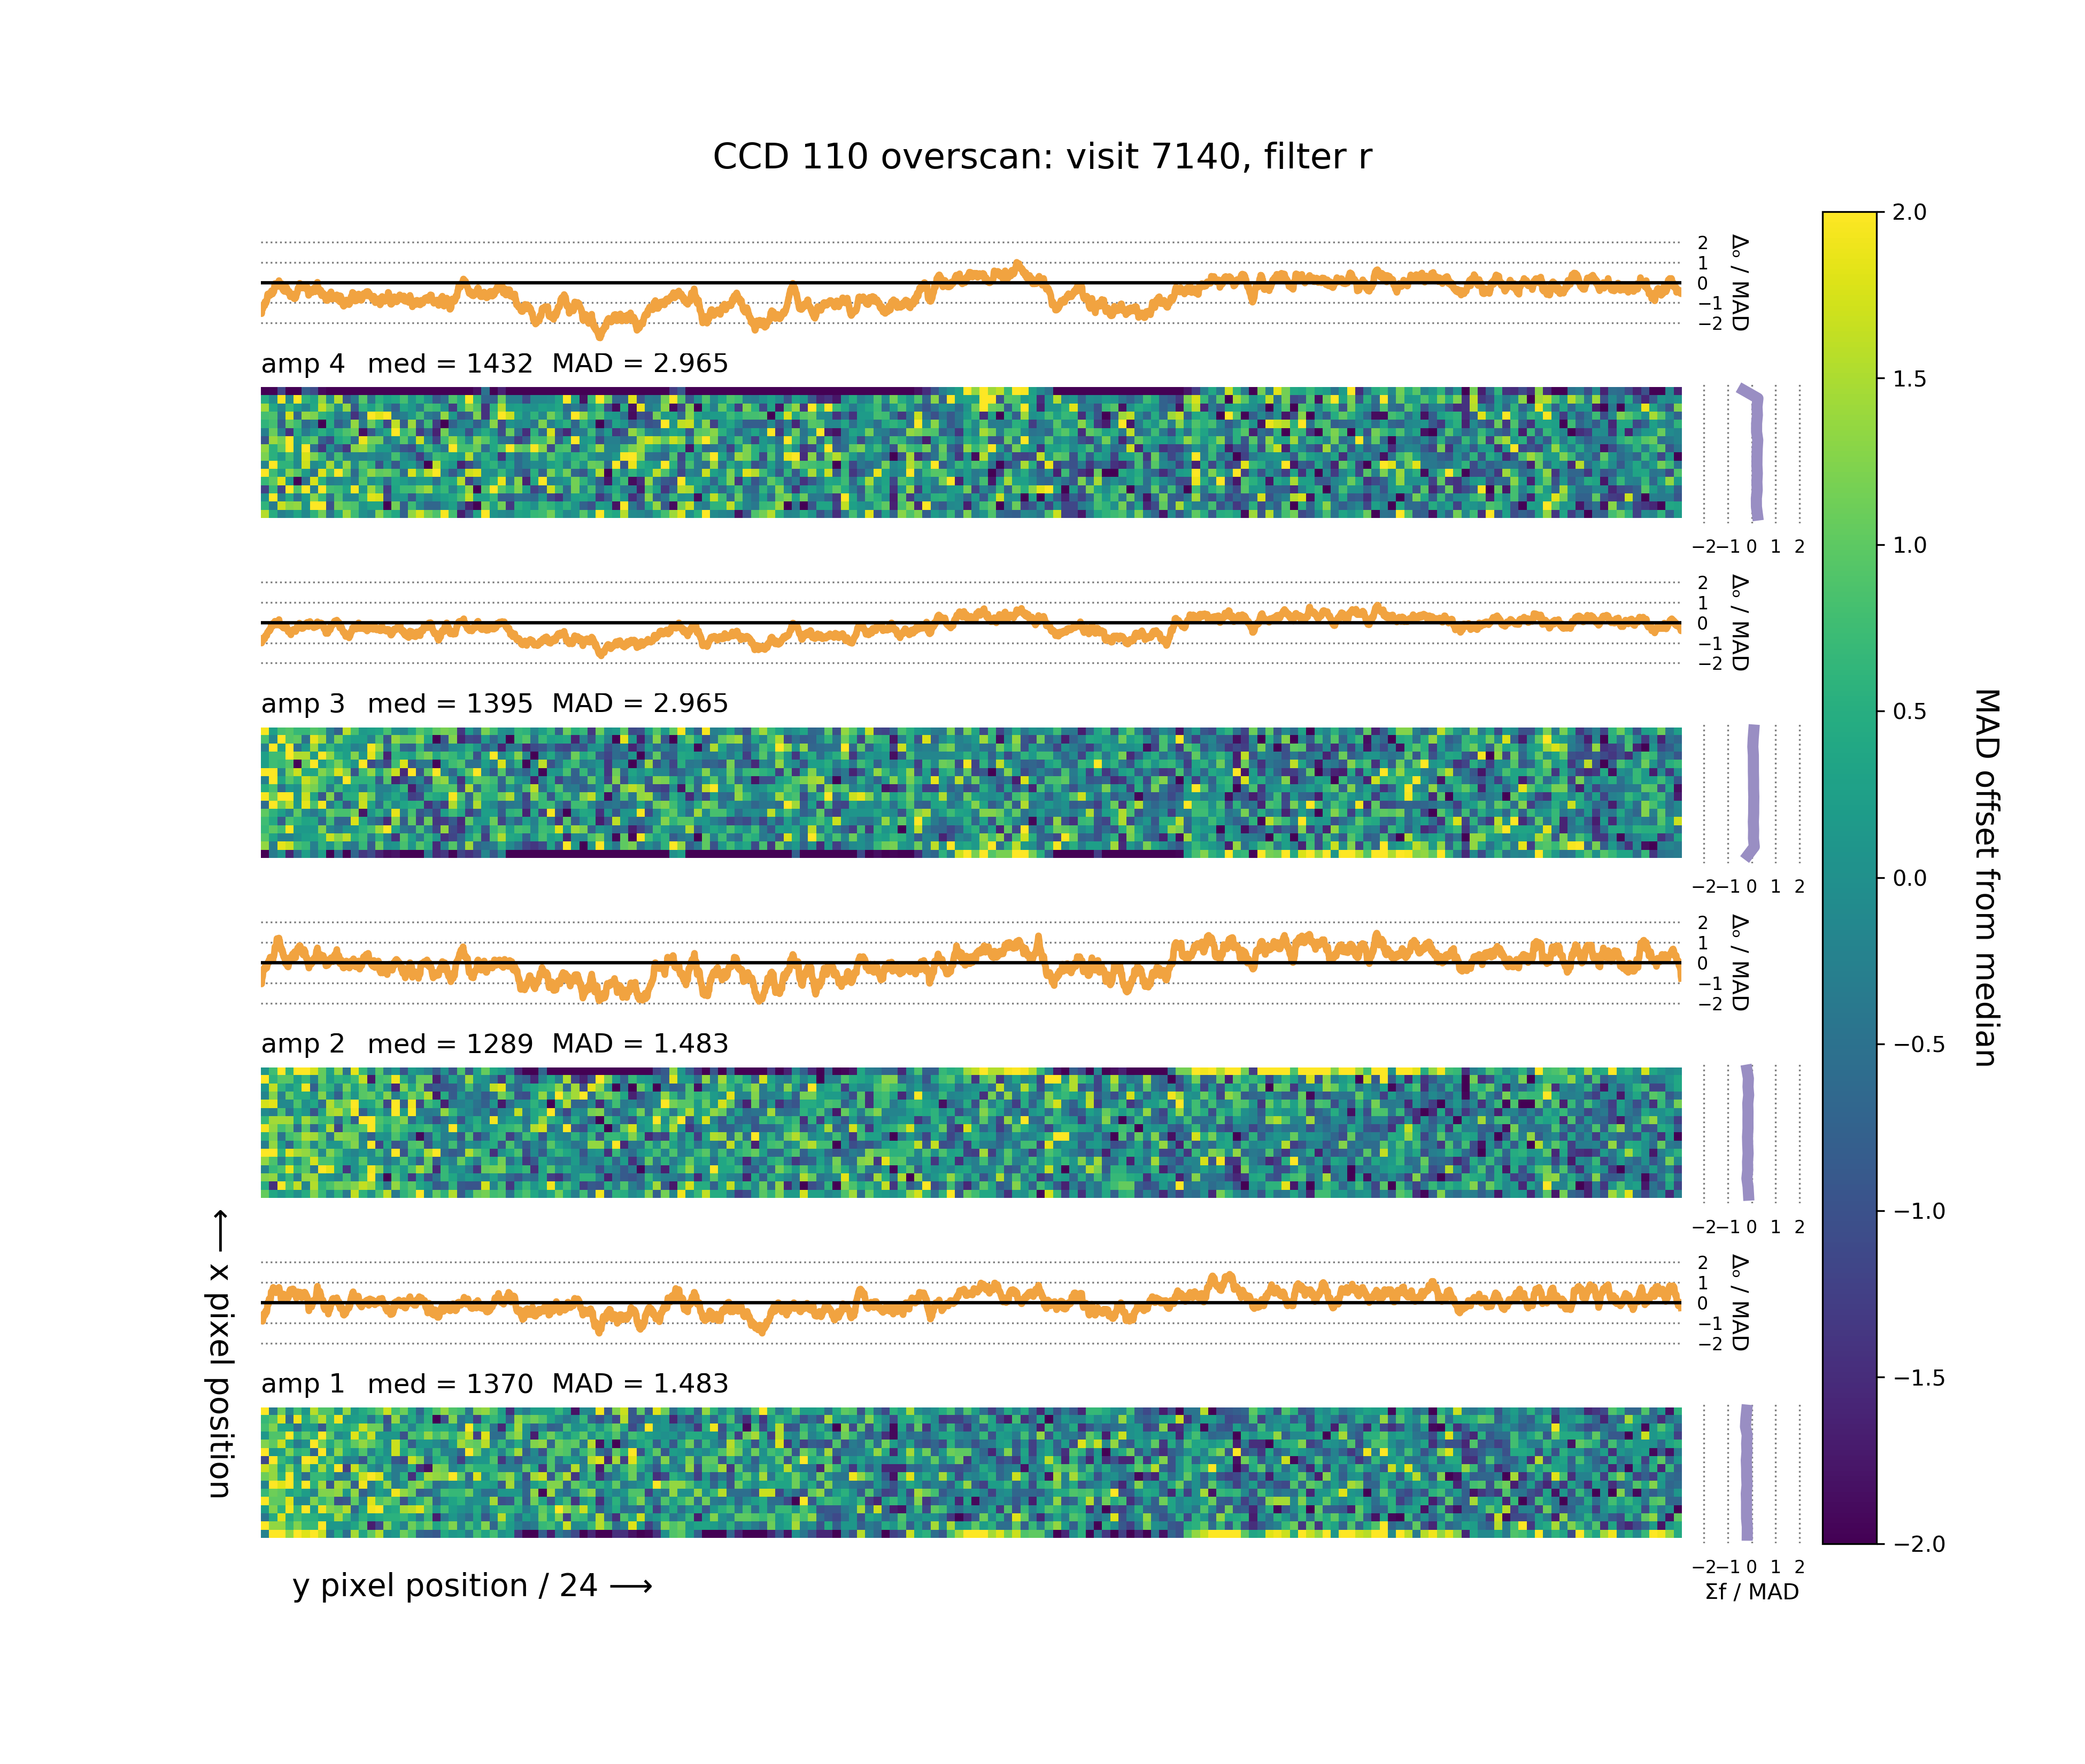 CCD 110 overscan: visit 7140, filter r
2
1
0
−1
−2
Δₒ / MAD
amp 4 med = 1432 MAD = 2.965
−2 −1 0 1 2
2
1
0
−1
−2
Δₒ / MAD
amp 3 med = 1395 MAD = 2.965
−2 −1 0 1 2
2
1
0
−1
−2
Δₒ / MAD
amp 2 med = 1289 MAD = 1.483
−2 −1 0 1 2
2
1
0
−1
−2
Δₒ / MAD
amp 1 med = 1370 MAD = 1.483
−2 −1 0 1 2
Σf / MAD
y pixel position / 24 ⟶
⟵ x pixel position
2.0
1.5
1.0
0.5
0.0
−0.5
−1.0
−1.5
−2.0
MAD offset from median